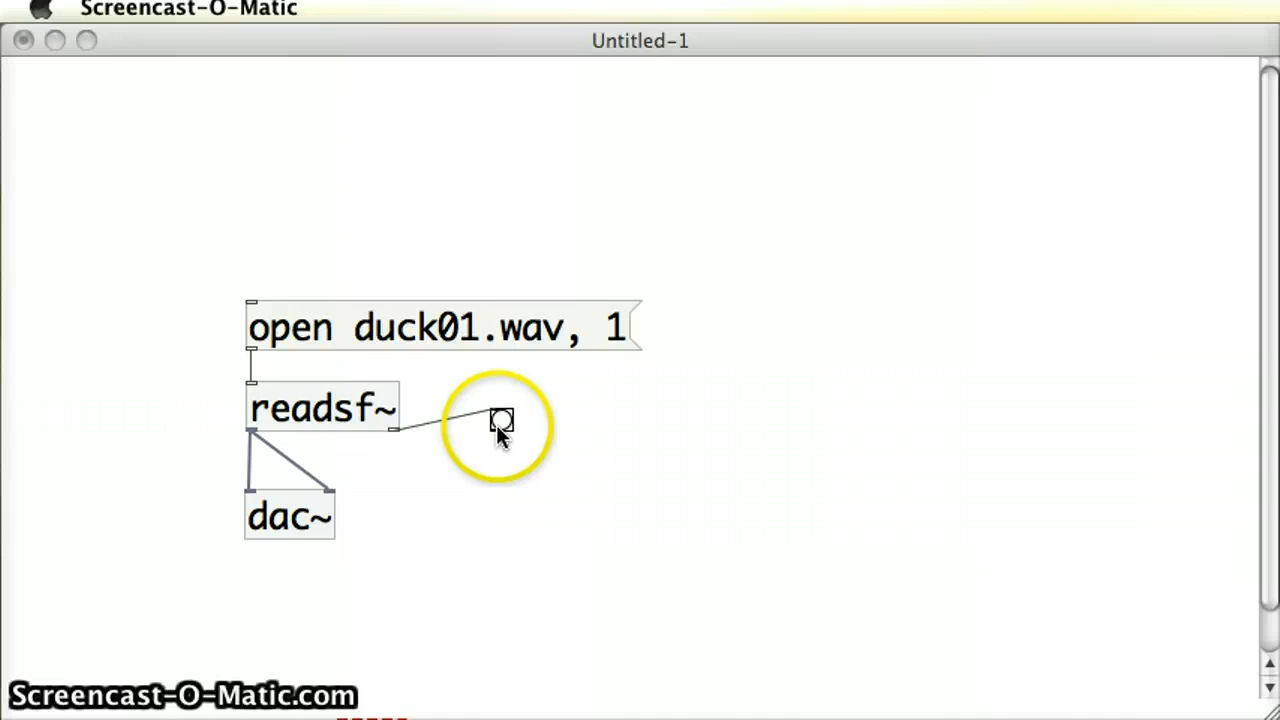 Screencast-O-Matic
Untitled-1
open duck01.wav, 1
readsf~
dac~
Screencast-O-Matic.com